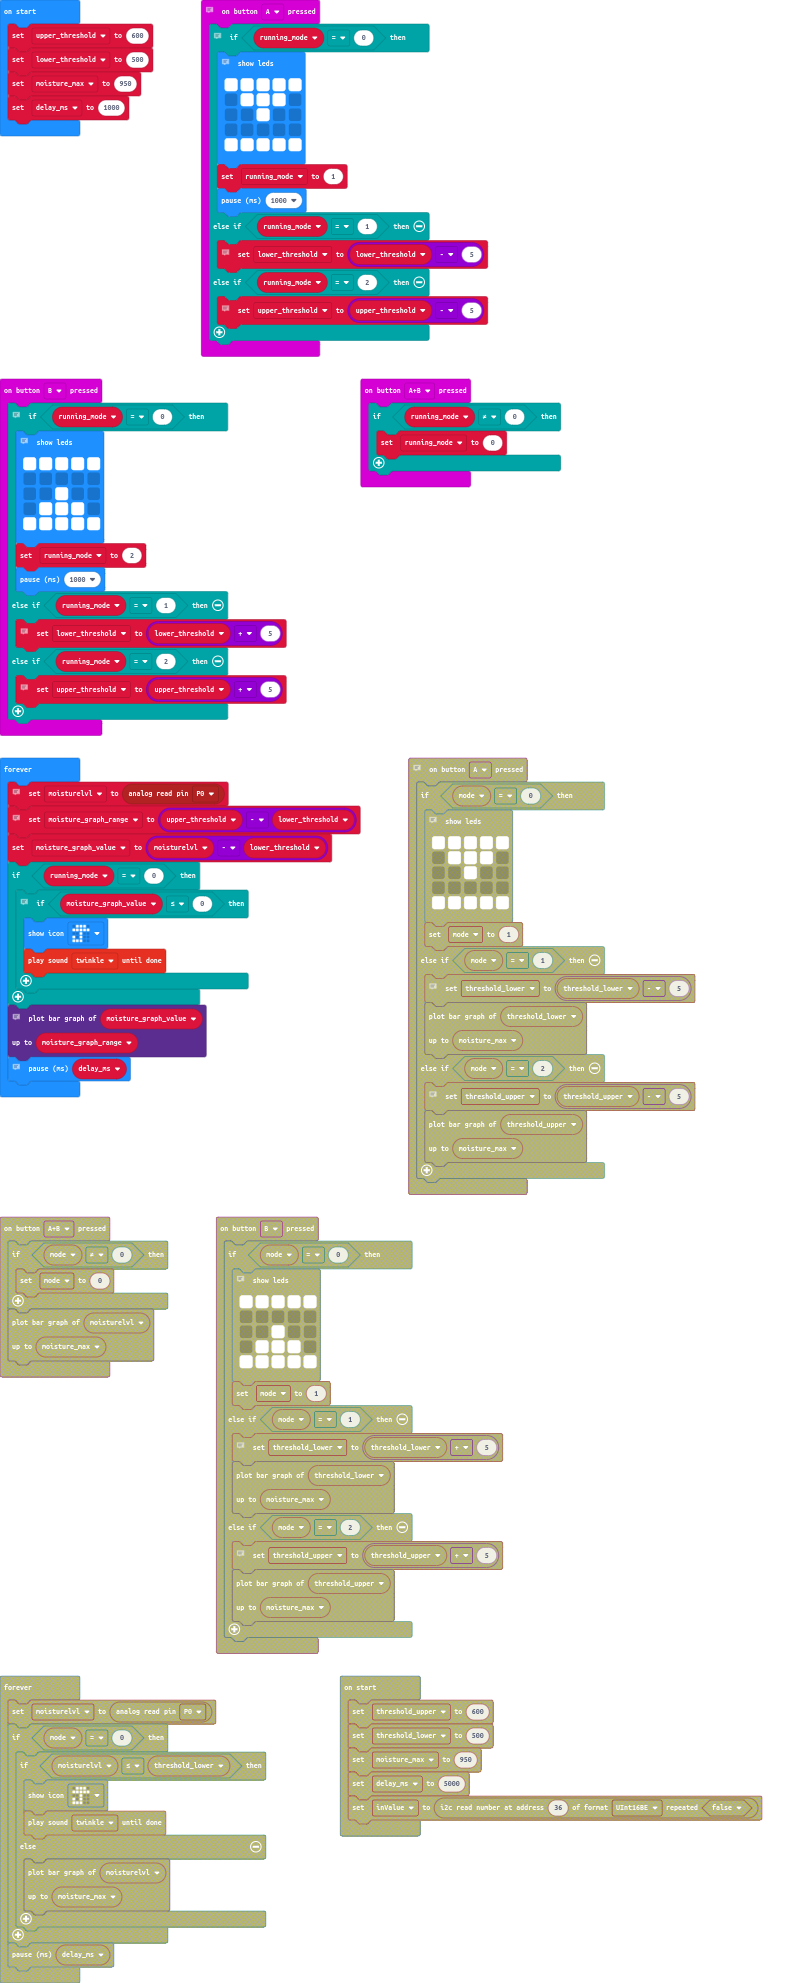 on start
set upper_threshold to 600
set lower_threshold to 500
set moisture_max to 950
set delay_ms to 1000
on button A pressed
if running_mode = 0 then
show leds
set running_mode to 1
pause (ms) 1000
else if running_mode = 1 then
set lower_threshold to lower_threshold - 5
else if running_mode = 2 then
set upper_threshold to upper_threshold - 5
on button B pressed
if running_mode = 0 then
show leds
set running_mode to 2
pause (ms) 1000
else if running_mode = 1 then
set lower_threshold to lower_threshold + 5
else if running_mode = 2 then
set upper_threshold to upper_threshold + 5
on button A+B pressed
if running_mode ≠ 0 then
set running_mode to 0
forever
set moisturelvl to analog read pin P0
set moisture_graph_range to upper_threshold - lower_threshold
set moisture_graph_value to moisturelvl - lower_threshold
if running_mode = 0 then
if moisture_graph_value ≤ 0 then
show icon
play sound twinkle until done
plot bar graph of moisture_graph_value
up to moisture_graph_range
pause (ms) delay_ms
on button A pressed
if mode = 0 then
show leds
set mode to 1
else if mode = 1 then
set threshold_lower to threshold_lower - 5
plot bar graph of threshold_lower
up to moisture_max
else if mode = 2 then
set threshold_upper to threshold_upper - 5
plot bar graph of threshold_upper
up to moisture_max
on button A+B pressed
if mode ≠ 0 then
set mode to 0
plot bar graph of moisturelvl
up to moisture_max
on button B pressed
if mode = 0 then
show leds
set mode to 1
else if mode = 1 then
set threshold_lower to threshold_lower + 5
plot bar graph of threshold_lower
up to moisture_max
else if mode = 2 then
set threshold_upper to threshold_upper + 5
plot bar graph of threshold_upper
up to moisture_max
forever
set moisturelvl to analog read pin P0
if mode = 0 then
if moisturelvl ≤ threshold_lower then
show icon
play sound twinkle until done
else
plot bar graph of moisturelvl
up to moisture_max
pause (ms) delay_ms
on start
set threshold_upper to 600
set threshold_lower to 500
set moisture_max to 950
set delay_ms to 5000
set inValue to i2c read number at address 36 of format UInt16BE repeated false